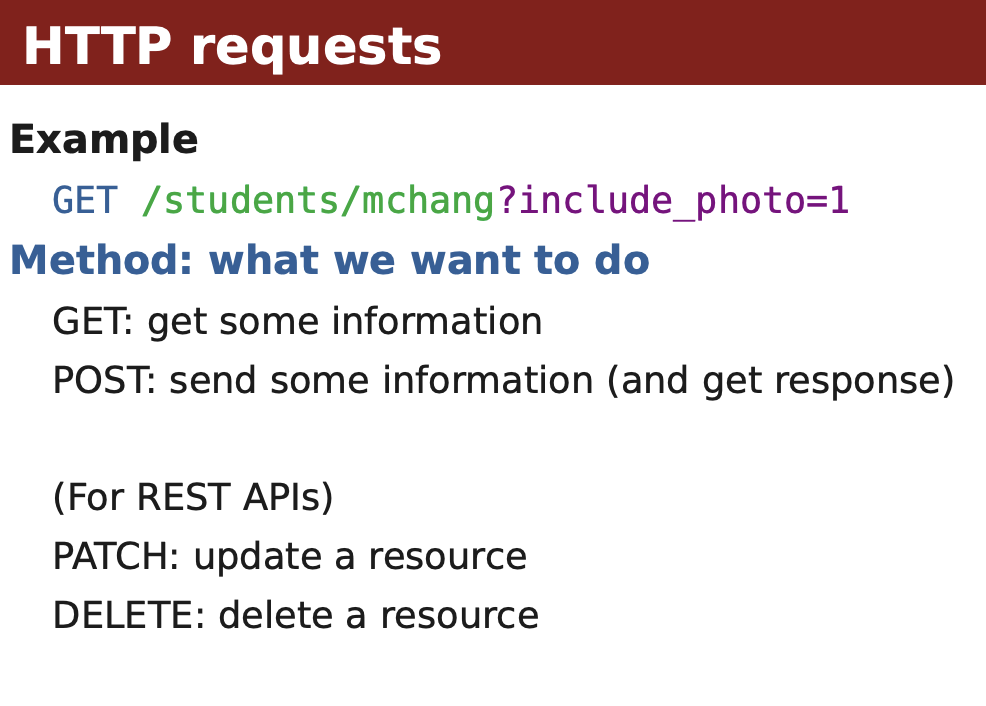 HTTP requests
Example
GET /students/mchang?include_photo=1
Method: what we want to do
GET: get some information
POST: send some information (and get response)
(For REST APIs)
PATCH: update a resource
DELETE: delete a resource